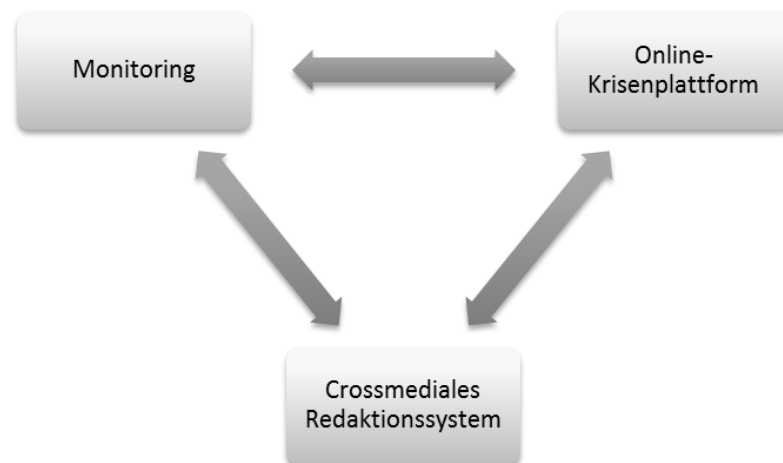 Monitoring
Online-
Krisenplattform
Crossmediales
Redaktionssystem